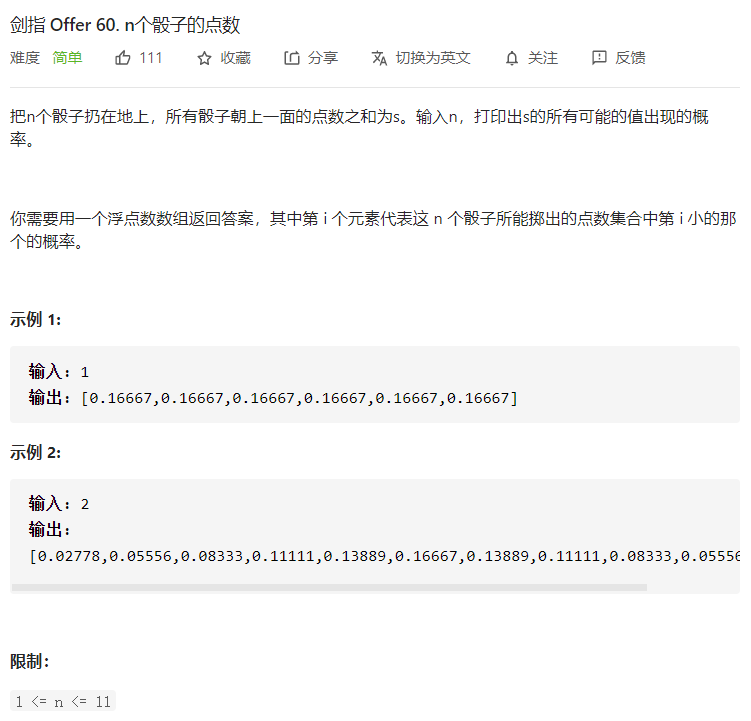 剑指 Offer 60. n个骰子的点数
难度 简单 111 收藏 分享 切换为英文 关注 反馈
把n个骰子扔在地上，所有骰子朝上一面的点数之和为s。输入n，打印出s的所有可能的值出现的概
率。
你需要用一个浮点数数组返回答案，其中第 i 个元素代表这 n 个骰子所能掷出的点数集合中第 i 小的那
个的概率。
示例 1:
输入: 1
输出: [0.16667,0.16667,0.16667,0.16667,0.16667,0.16667]
示例 2:
输入: 2
输出:
[0.02778,0.05556,0.08333,0.11111,0.13889,0.16667,0.13889,0.11111,0.08333,0.0555
限制：
1 <= n <= 11